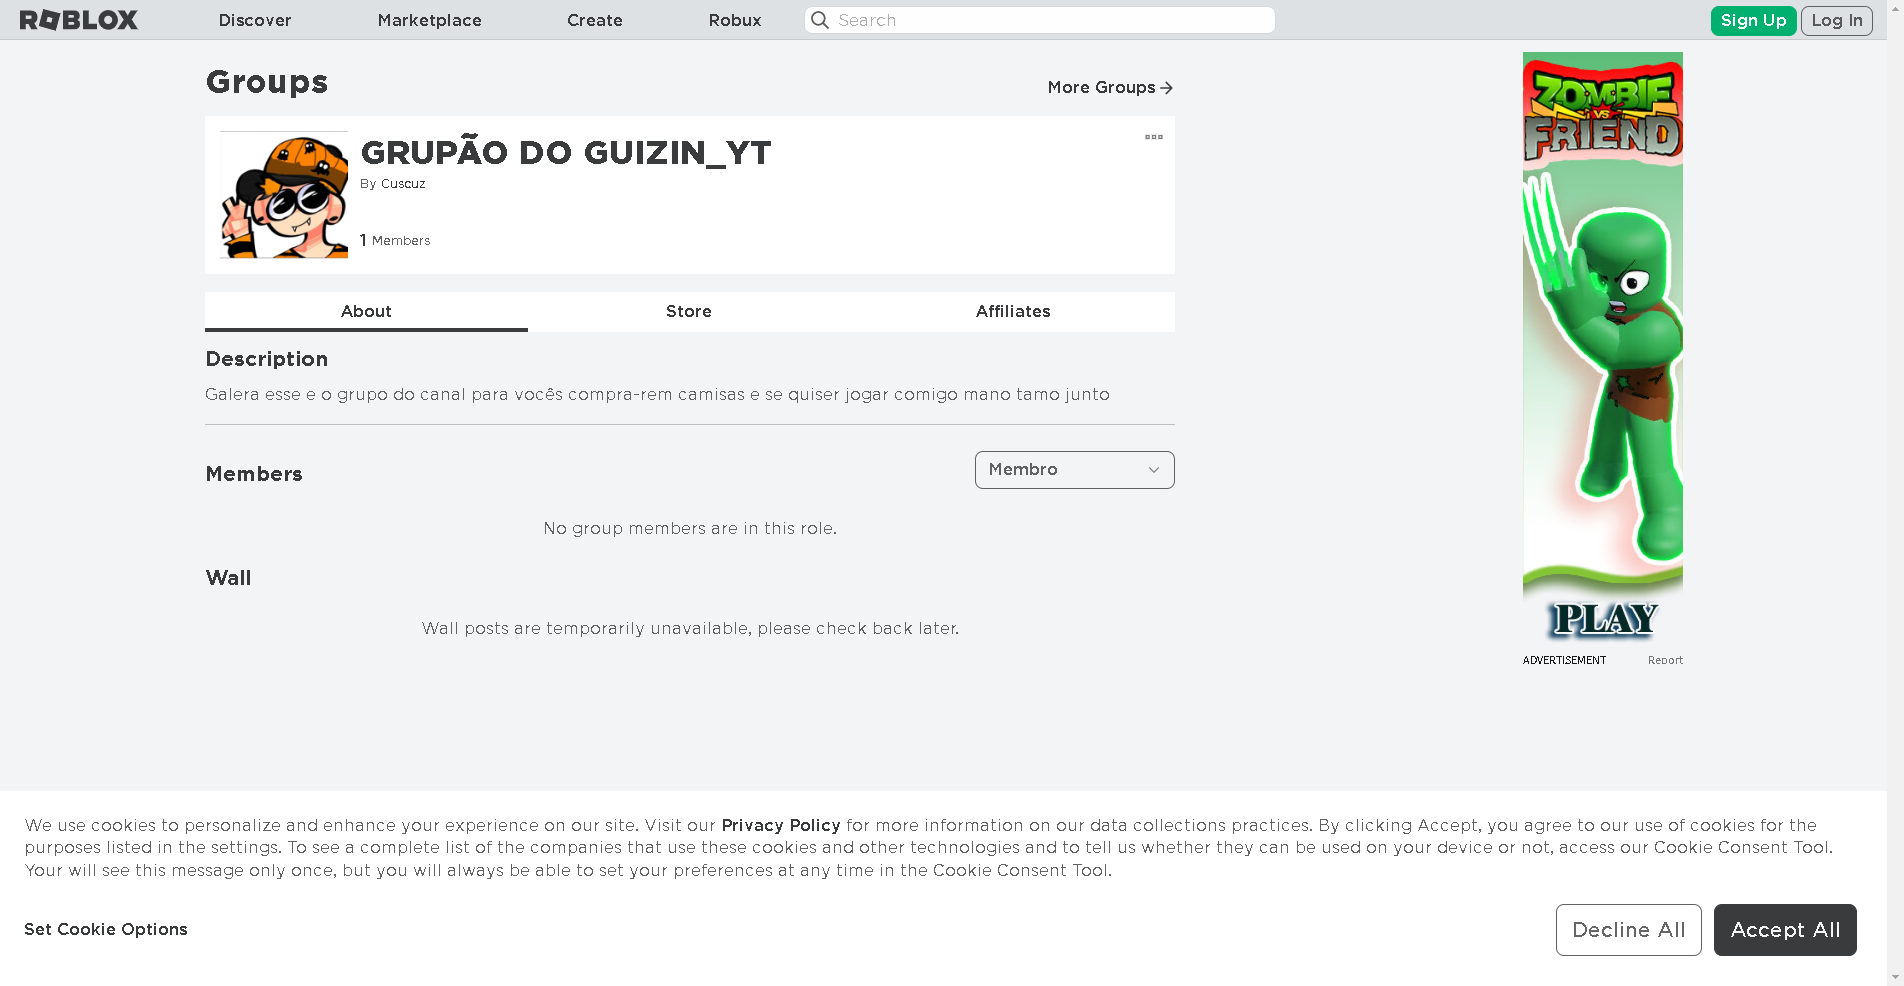 ROBLOX
Discover
Marketplace
Create
Robux
Search
Sign Up
Log In
Groups
More Groups
GRUPÃO DO GUIZIN_YT
By Cuscuz
1 Members
About
Store
Affiliates
Description
Galera esse e o grupo do canal para vocês compra-rem camisas e se quiser jogar comigo mano tamo junto
Members
Membro
No group members are in this role.
Wall
Wall posts are temporarily unavailable, please check back later.
ZOMBIE
VS
FRIEND
PLAY
ADVERTISEMENT
Report
We use cookies to personalize and enhance your experience on our site. Visit our Privacy Policy for more information on our data collections practices. By clicking Accept, you agree to our use of cookies for the
purposes listed in the settings. To see a complete list of the companies that use these cookies and other technologies and to tell us whether they can be used on your device or not, access our Cookie Consent Tool.
Your will see this message only once, but you will always be able to set your preferences at any time in the Cookie Consent Tool.
Set Cookie Options
Decline All
Accept All